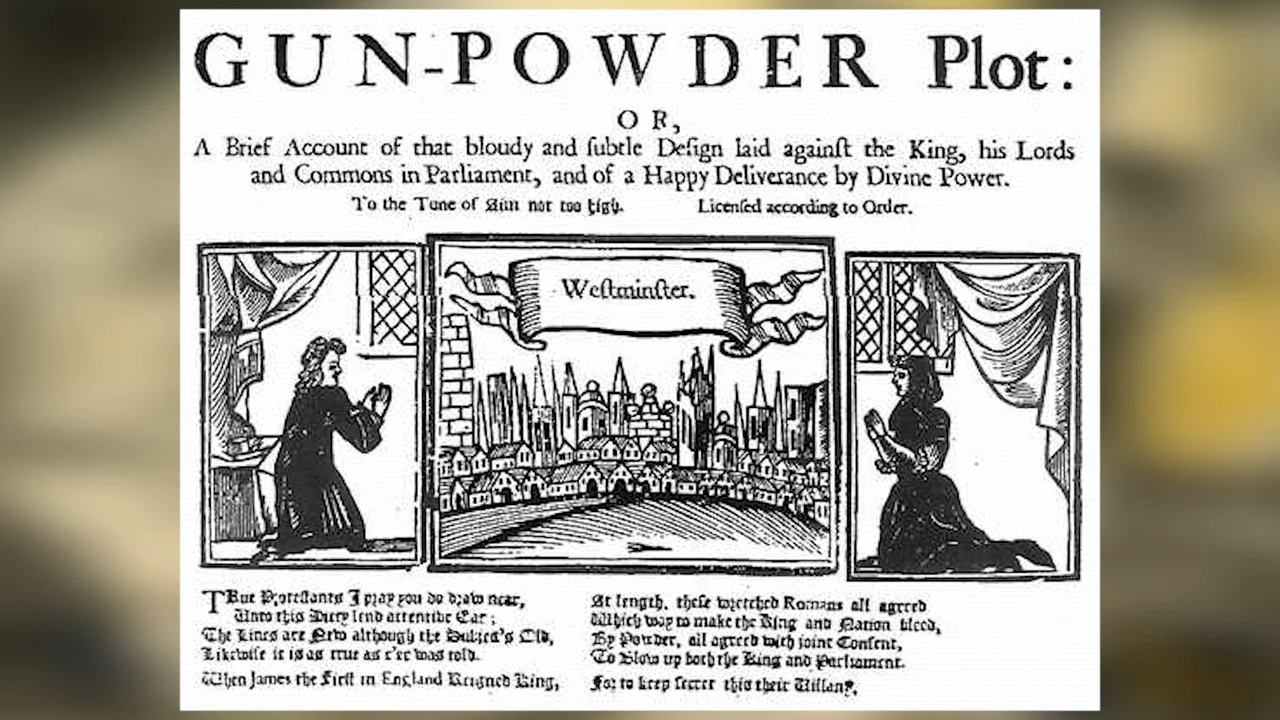 GUN-POWDER Plot:
OR,
A Brief Account of that bloudy and ſubtle Deſign laid againſt the King, his Lords
and Commons in Parliament, and of a Happy Deliverance by Divine Power.
To the Tune of Aim not too high. Licenſed according to Order.
Weſtminſter.
TRue Proteſtants I pray you do draw near,
Unto this Ditty lend attentive Ear;
The Lines are New although the Subject's Old,
Likewiſe it is as true as e'er was told.
When James the Firſt in England Reigned King,
At length, theſe wretched Romans all agreed
Which way to make the King and Nation bleed,
By Powder, all agreed with joint Conſent,
To Blow up both the King and Parliament.
For to keep ſecret this their Villany,